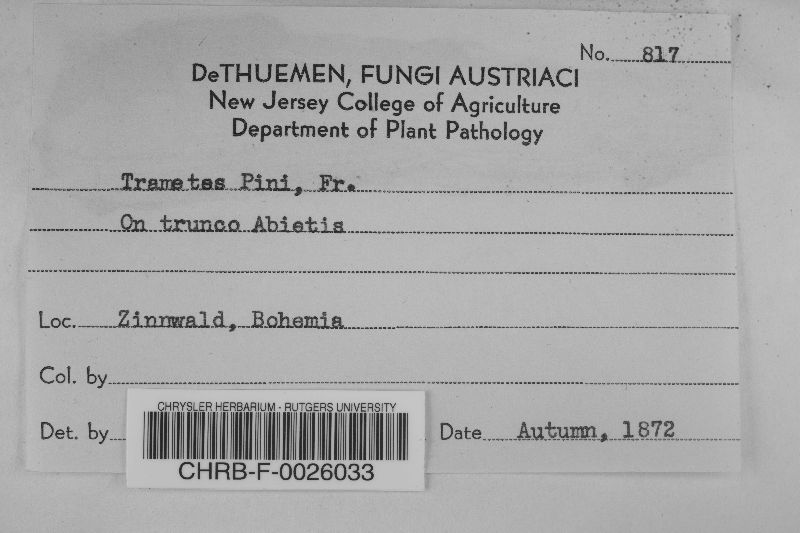 No. 817
DeTHUEMEN, FUNGI AUSTRIACI
New Jersey College of Agriculture
Department of Plant Pathology
Trametes Pini, Fr.
On trunco Abietis
Loc. Zinnwald, Bohemia
Col. by
Det. by
Date Autumn, 1872
CHRYSLER HERBARIUM - RUTGERS UNIVERSITY
CHRB-F-0026033